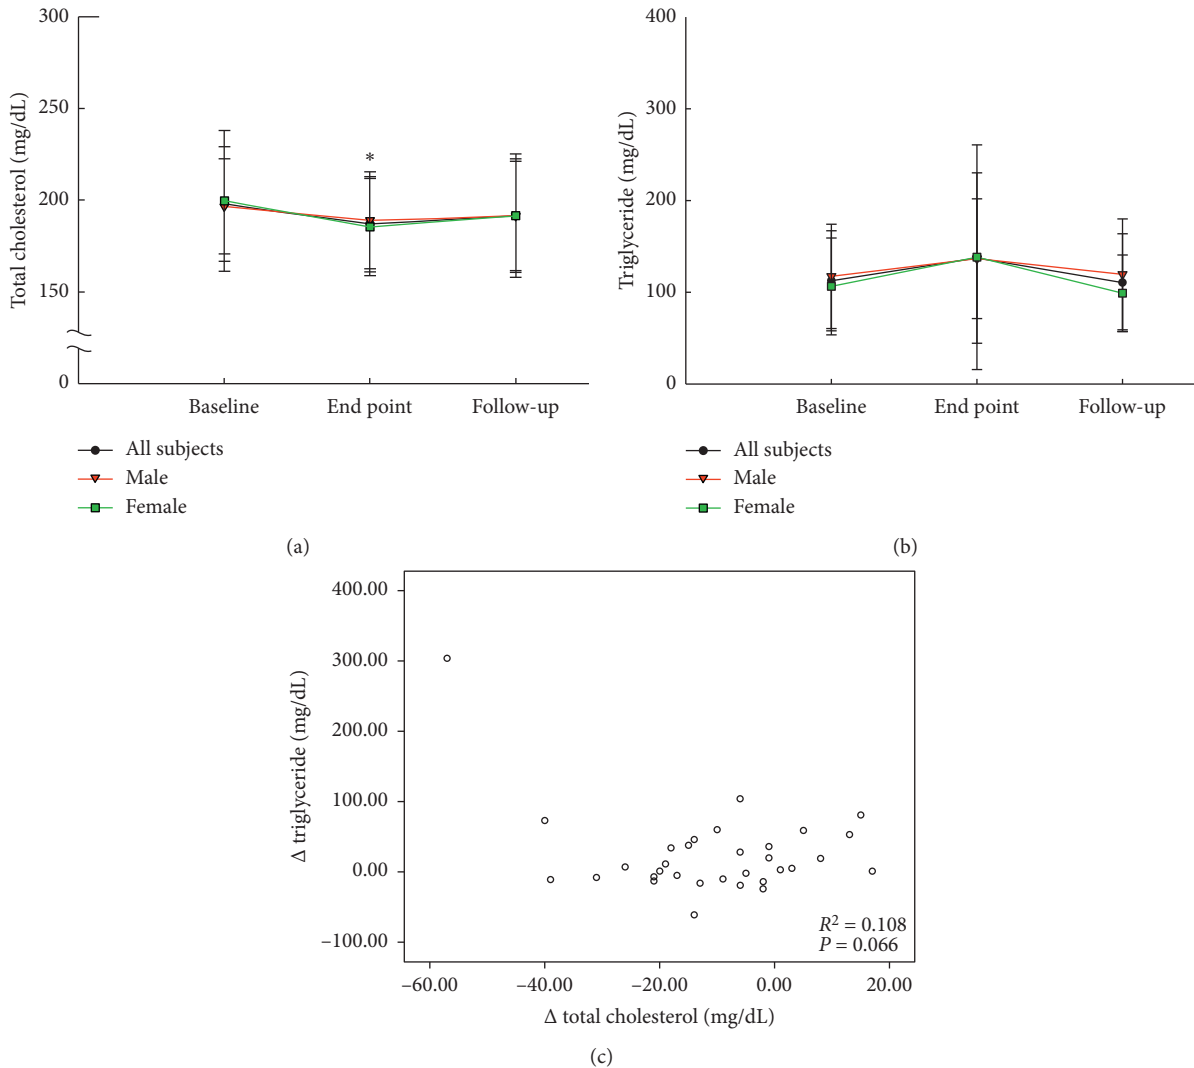 300
250
200
150
0
Total cholesterol (mg/dL)
*
Baseline
End point
Follow-up
All subjects
Male
Female
(a)
400
300
200
100
0
Triglyceride (mg/dL)
Baseline
End point
Follow-up
All subjects
Male
Female
(b)
400.00
300.00
200.00
100.00
0.00
−100.00
Δ triglyceride (mg/dL)
R² = 0.108
P = 0.066
−60.00
−40.00
−20.00
0.00
20.00
Δ total cholesterol (mg/dL)
(c)